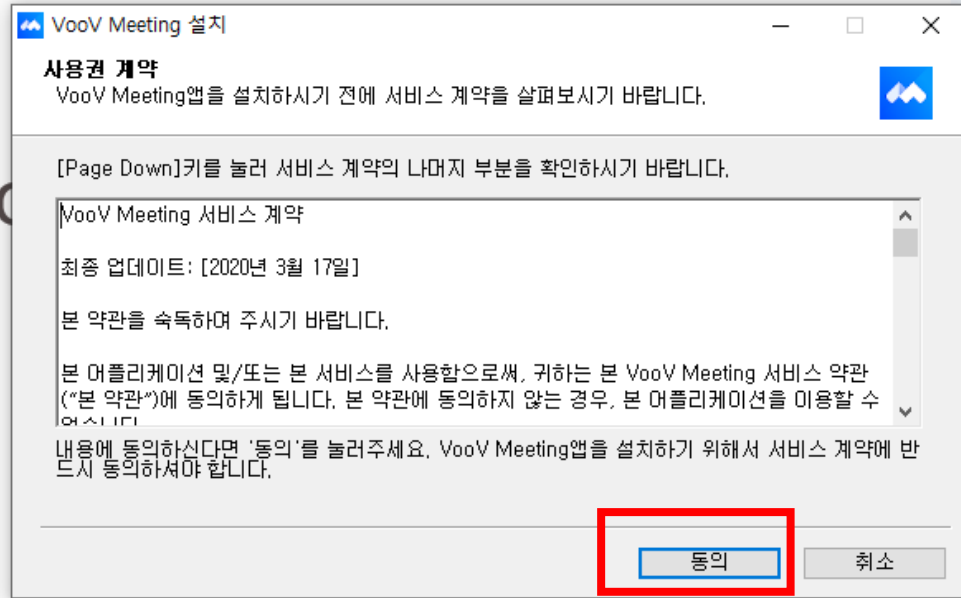 VooV Meeting 설치
사용권 계약
VooV Meeting앱을 설치하시기 전에 서비스 계약을 살펴보시기 바랍니다.
[Page Down]키를 눌러 서비스 계약의 나머지 부분을 확인하시기 바랍니다.
VooV Meeting 서비스 계약
최종 업데이트: [2020년 3월 17일]
본 약관을 숙독하여 주시기 바랍니다.
본 어플리케이션 및/또는 본 서비스를 사용함으로써, 귀하는 본 VooV Meeting 서비스 약관
("본 약관")에 동의하게 됩니다. 본 약관에 동의하지 않는 경우, 본 어플리케이션을 이용할 수
내용에 동의하신다면 '동의'를 눌러주세요. VooV Meeting앱을 설치하기 위해서 서비스 계약에 반
드시 동의하셔야 합니다.
동의
취소